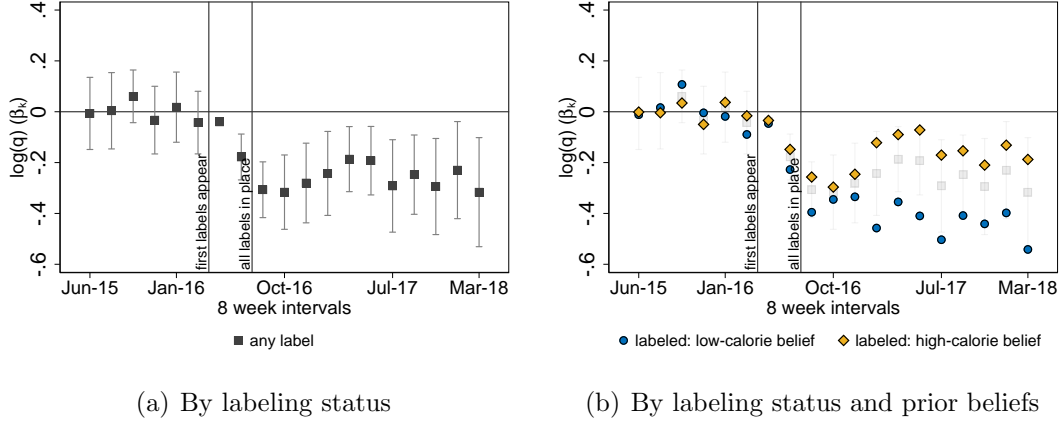 .4
.2
0
-.2
-.4
-.6
log(q) (βk)
first labels appear
all labels in place
Jun-15
Jan-16
Oct-16
Jul-17
Mar-18
8 week intervals
any label
(a) By labeling status
.4
.2
0
-.2
-.4
-.6
log(q) (βk)
first labels appear
all labels in place
Jun-15
Jan-16
Oct-16
Jul-17
Mar-18
8 week intervals
labeled: low-calorie belief labeled: high-calorie belief
(b) By labeling status and prior beliefs